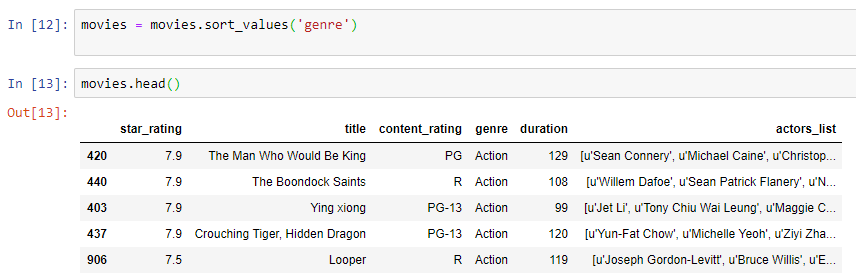 In [12]: movies = movies.sort_values('genre')
In [13]: movies.head()
Out[13]:
star_rating title content_rating genre duration actors_list
420 7.9 The Man Who Would Be King PG Action 129 [u'Sean Connery', u'Michael Caine', u'Christop...
440 7.9 The Boondock Saints R Action 108 [u'Willem Dafoe', u'Sean Patrick Flanery', u'N...
403 7.9 Ying xiong PG-13 Action 99 [u'Jet Li', u'Tony Chiu Wai Leung', u'Maggie C...
437 7.9 Crouching Tiger, Hidden Dragon PG-13 Action 120 [u'Yun-Fat Chow', u'Michelle Yeoh', u'Ziyi Zha...
906 7.5 Looper R Action 119 [u'Joseph Gordon-Levitt', u'Bruce Willis', u'E...